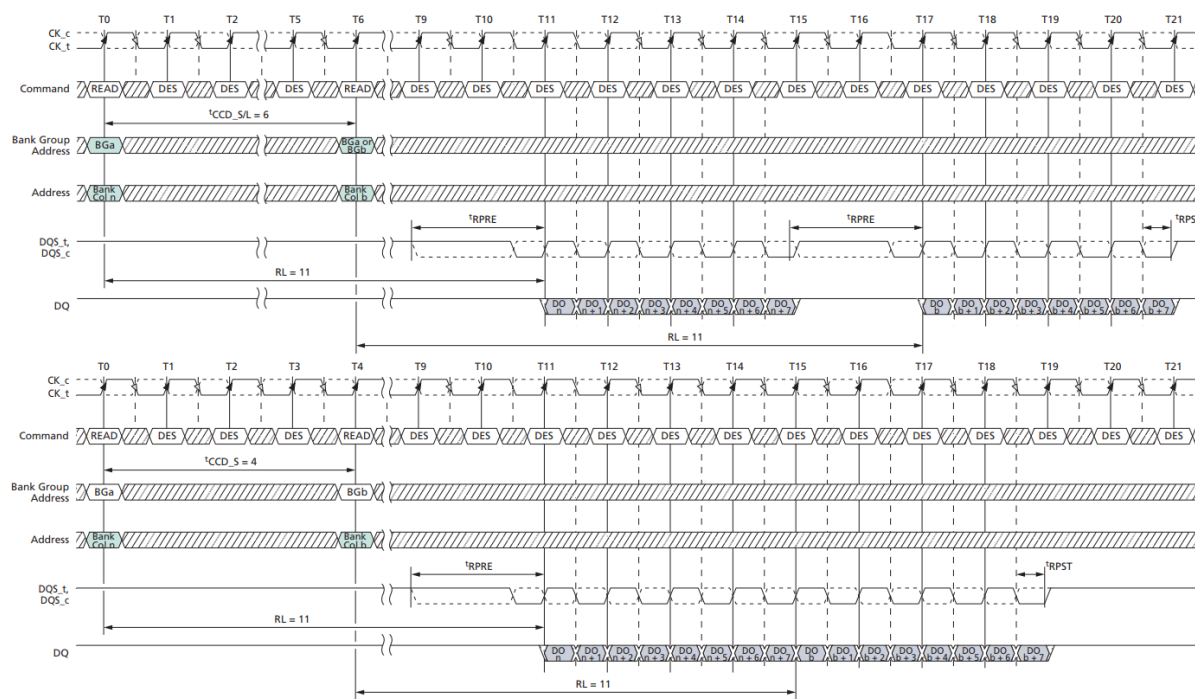 T0 T1 T2 T5 T6 T9 T10 T11 T12 T13 T14 T15 T16 T17 T18 T19 T20 T21
CK_c
CK_t
Command READ DES DES DES READ DES DES DES DES DES DES DES DES DES DES DES DES DES
tCCD_S/L = 6
Bank Group
Address
BGa
BGa or
BGb
Address
Bank
Col n
Bank
Col b
tRPRE tRPRE tRPS
DQS_t,
DQS_c
RL = 11
DQ
DO
n
DO
n + 1
DO
n + 2
DO
n + 3
DO
n + 4
DO
n + 5
DO
n + 6
DO
n + 7
DO
b
DO
b + 1
DO
b + 2
DO
b + 3
DO
b + 4
DO
b + 5
DO
b + 6
DO
b + 7
RL = 11
T0 T1 T2 T3 T4 T9 T10 T11 T12 T13 T14 T15 T16 T17 T18 T19 T20 T21
CK_c
CK_t
Command READ DES DES DES READ DES DES DES DES DES DES DES DES DES DES DES DES DES
tCCD_S = 4
Bank Group
Address
BGa
BGb
Address
Bank
Col n
Bank
Col b
tRPRE tRPST
DQS_t,
DQS_c
RL = 11
DQ
DO
n
DO
n + 1
DO
n + 2
DO
n + 3
DO
n + 4
DO
n + 5
DO
n + 6
DO
n + 7
DO
b
DO
b + 1
DO
b + 2
DO
b + 3
DO
b + 4
DO
b + 5
DO
b + 6
DO
b + 7
RL = 11